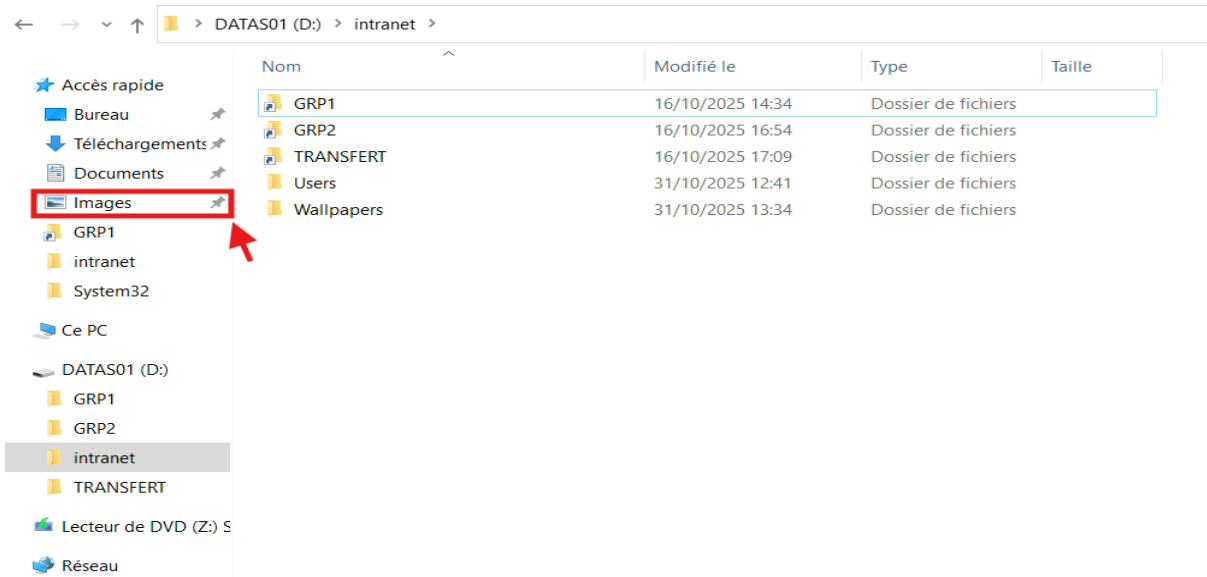 DATAS01 (D:) > intranet >
Nom Modifié le Type Taille
Accès rapide
Bureau
Téléchargements
Documents
Images
GRP1
intranet
System32
Ce PC
DATAS01 (D:)
GRP1
GRP2
intranet
TRANSFERT
Lecteur de DVD (Z:) S
Réseau
GRP1 16/10/2025 14:34 Dossier de fichiers
GRP2 16/10/2025 16:54 Dossier de fichiers
TRANSFERT 16/10/2025 17:09 Dossier de fichiers
Users 31/10/2025 12:41 Dossier de fichiers
Wallpapers 31/10/2025 13:34 Dossier de fichiers